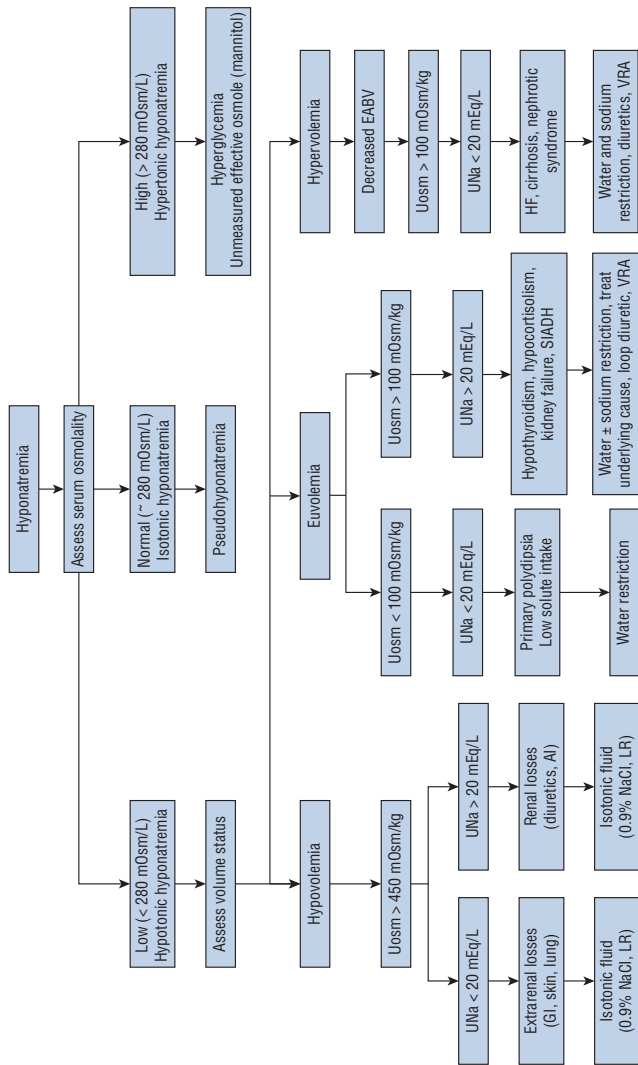 Hyponatremia
Assess serum osmolality
Low (< 280 mOsm/L)
Hypotonic hyponatremia
Normal (~ 280 mOsm/L)
Isotonic hyponatremia
High (> 280 mOsm/L)
Hypertonic hyponatremia
Assess volume status
Pseudohyponatremia
Hyperglycemia
Unmeasured effective osmole (mannitol)
Hypovolemia
Euvolemia
Hypervolemia
Uosm > 450 mOsm/kg
Uosm < 100 mOsm/kg
Uosm > 100 mOsm/kg
Decreased EABV
Uosm > 100 mOsm/kg
UNa < 20 mEq/L
UNa > 20 mEq/L
UNa < 20 mEq/L
UNa > 20 mEq/L
UNa < 20 mEq/L
Extrarenal losses
(GI, skin, lung)
Renal losses
(diuretics, AI)
Primary polydipsia
Low solute intake
Hypothyroidism, hypocortisolism,
kidney failure, SIADH
HF, cirrhosis, nephrotic
syndrome
Isotonic fluid
(0.9% NaCl, LR)
Isotonic fluid
(0.9% NaCl, LR)
Water restriction
Water ± sodium restriction, treat
underlying cause, loop diuretic, VRA
Water and sodium
restriction, diuretics, VRA